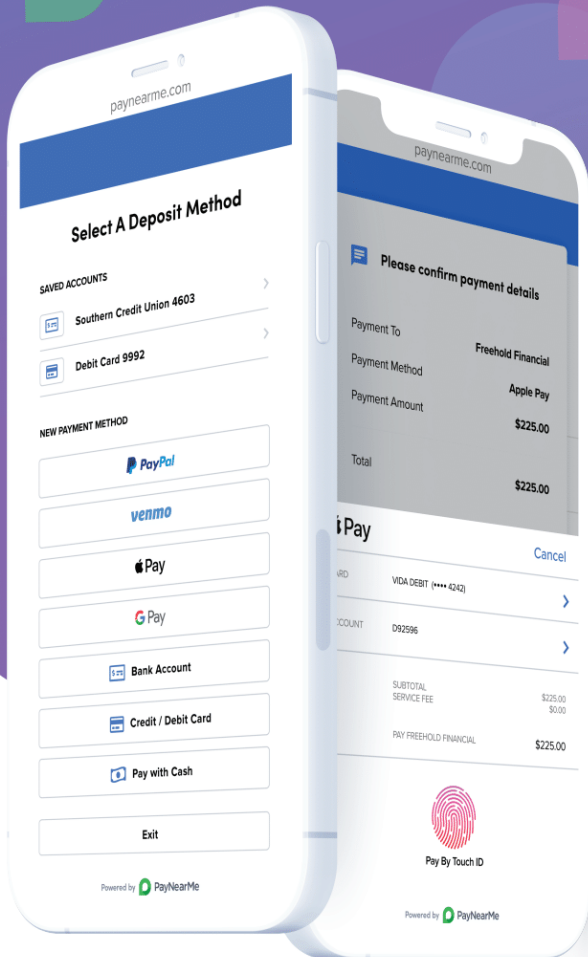 paynearme.com
Select A Deposit Method
SAVED ACCOUNTS
Southern Credit Union 4603
Debit Card 9992
NEW PAYMENT METHOD
PayPal
venmo
Pay
G Pay
Bank Account
Credit / Debit Card
Pay with Cash
Exit
Powered by PayNearMe
paynearme.com
Please confirm payment details
Payment To
Freehold Financial
Payment Method
Apple Pay
Payment Amount
$225.00
Total
$225.00
Pay
Cancel
VIDA DEBIT (•••• 4242)
D92596
SUBTOTAL
$225.00
SERVICE FEE
$0.00
PAY FREEHOLD FINANCIAL
$225.00
Pay By Touch ID
Powered by PayNearMe